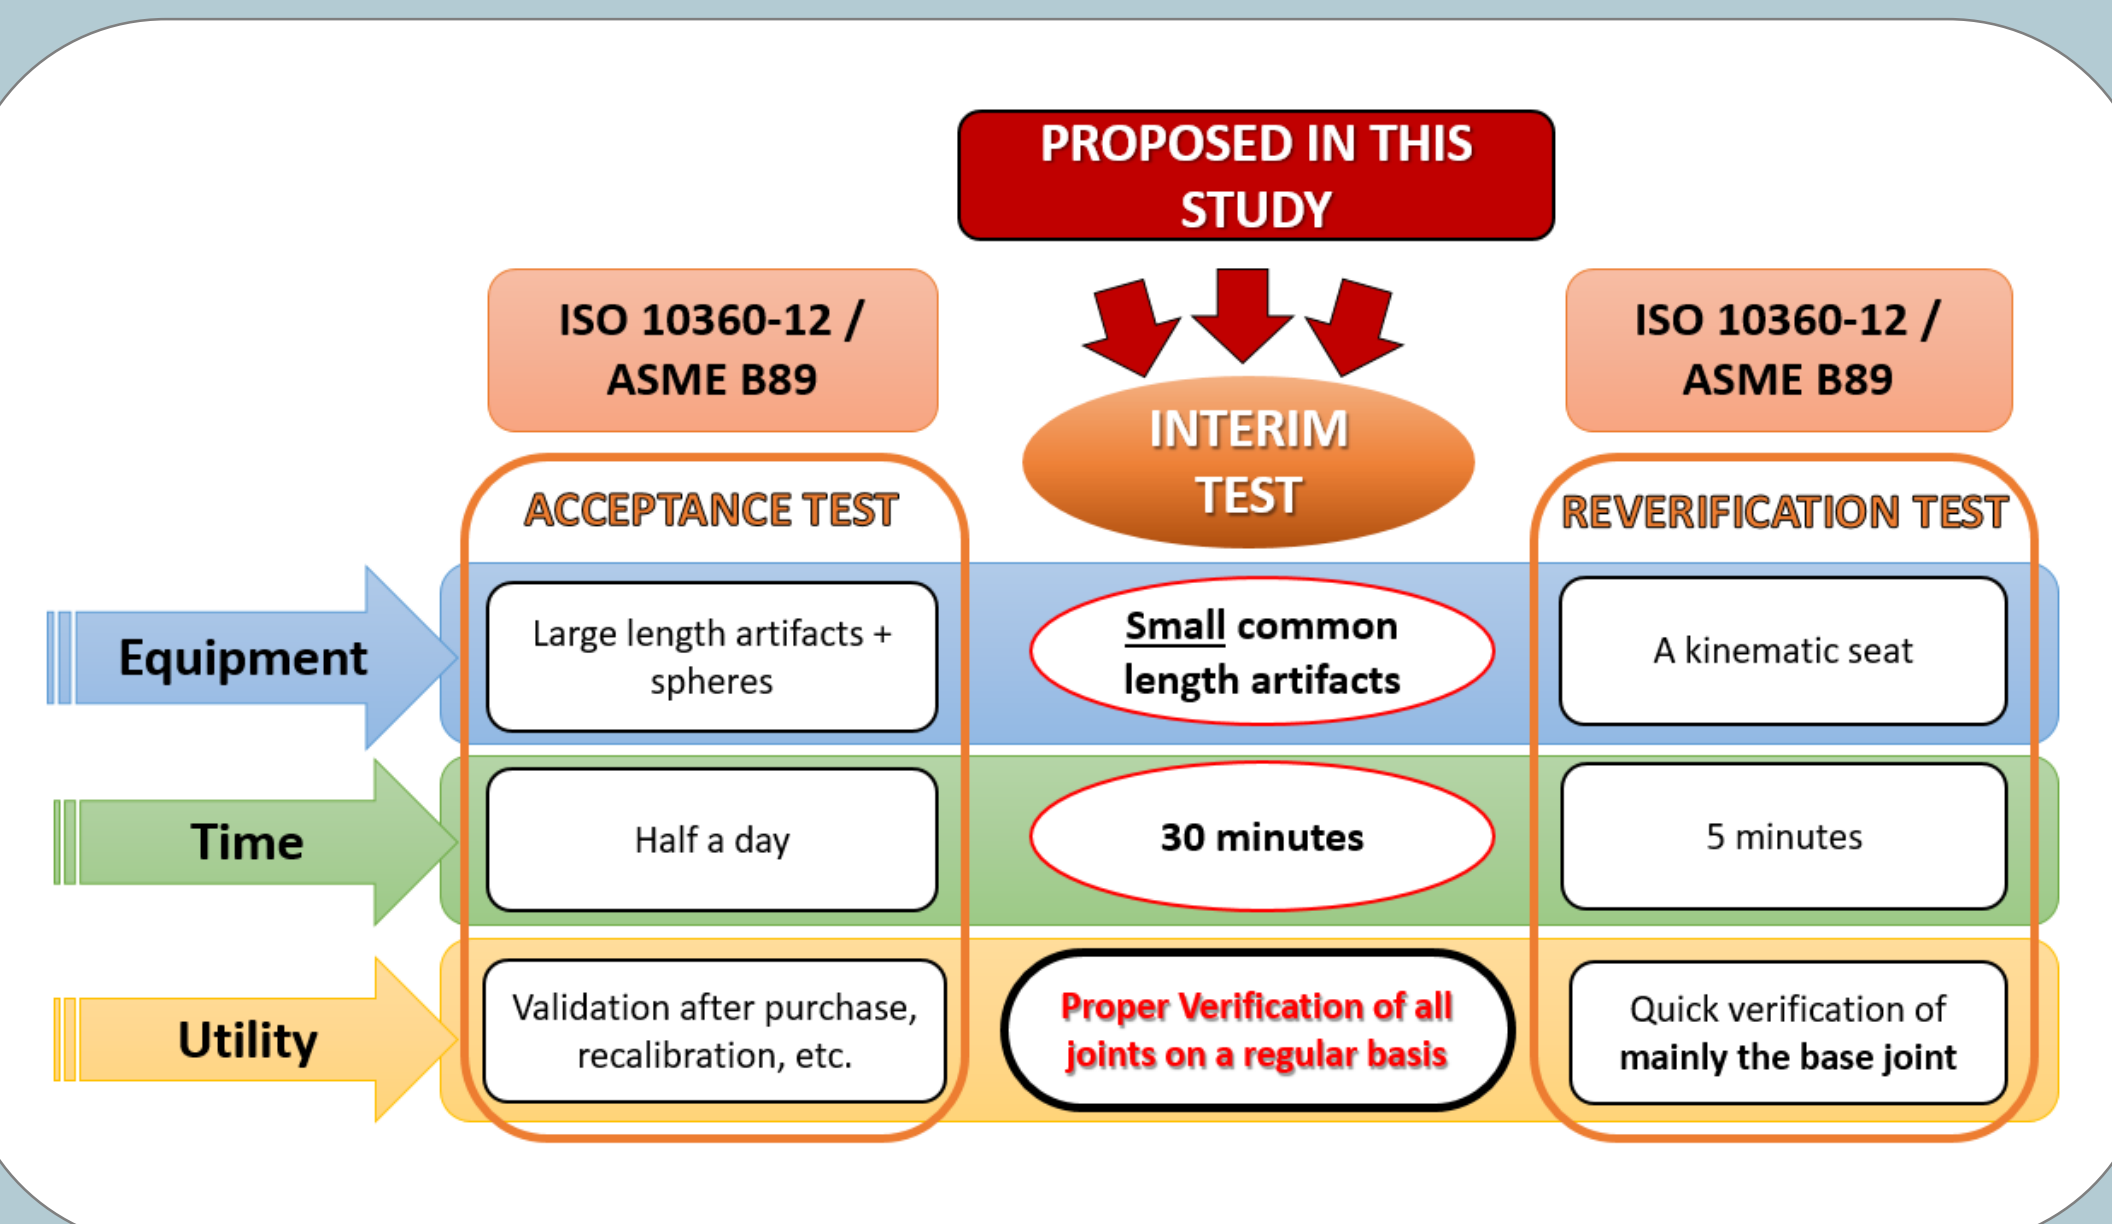 PROPOSED IN THIS
STUDY
ISO 10360-12 /
ASME B89
ISO 10360-12 /
ASME B89
INTERIM
TEST
ACCEPTANCE TEST
REVERIFICATION TEST
Equipment
Large length artifacts +
spheres
Small common
length artifacts
A kinematic seat
Time
Half a day
30 minutes
5 minutes
Utility
Validation after purchase,
recalibration, etc.
Proper Verification of all
joints on a regular basis
Quick verification of
mainly the base joint